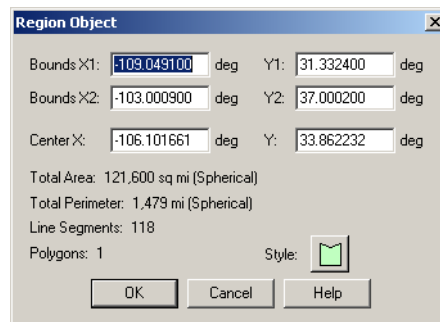 Region Object
Bounds X1: -109.049100 deg Y1: 31.332400 deg
Bounds X2: -103.000900 deg Y2: 37.000200 deg
Center X: -106.101661 deg Y: 33.862232 deg
Total Area: 121,600 sq mi (Spherical)
Total Perimeter: 1,479 mi (Spherical)
Line Segments: 118
Polygons: 1 Style:
OK Cancel Help